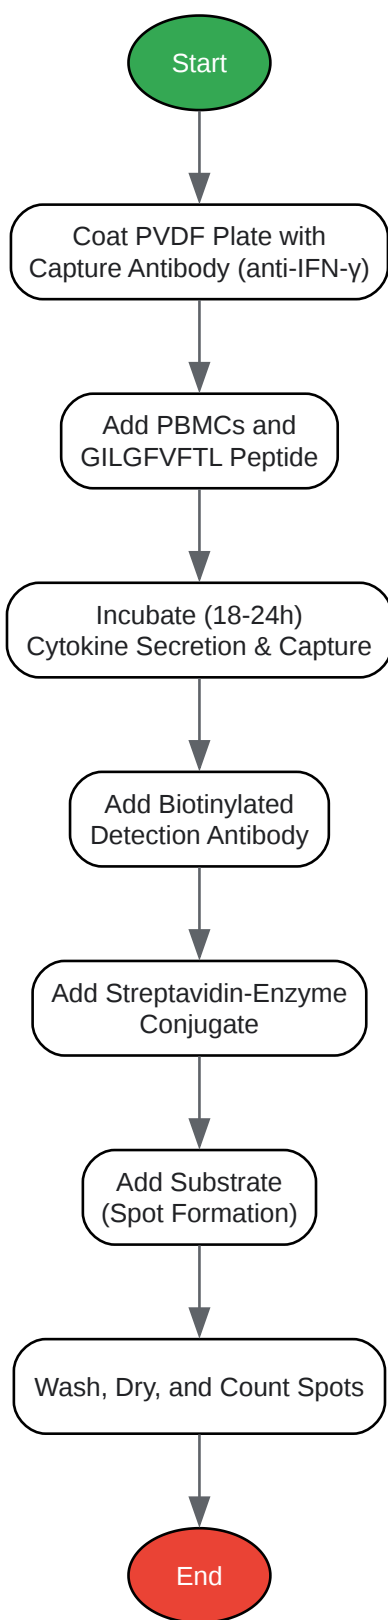 Start
Coat PVDF Plate with
Capture Antibody (anti-IFN-γ)
Add PBMCs and
GILGFVFTL Peptide
Incubate (18-24h)
Cytokine Secretion & Capture
Add Biotinylated
Detection Antibody
Add Streptavidin-Enzyme
Conjugate
Add Substrate
(Spot Formation)
Wash, Dry, and Count Spots
End